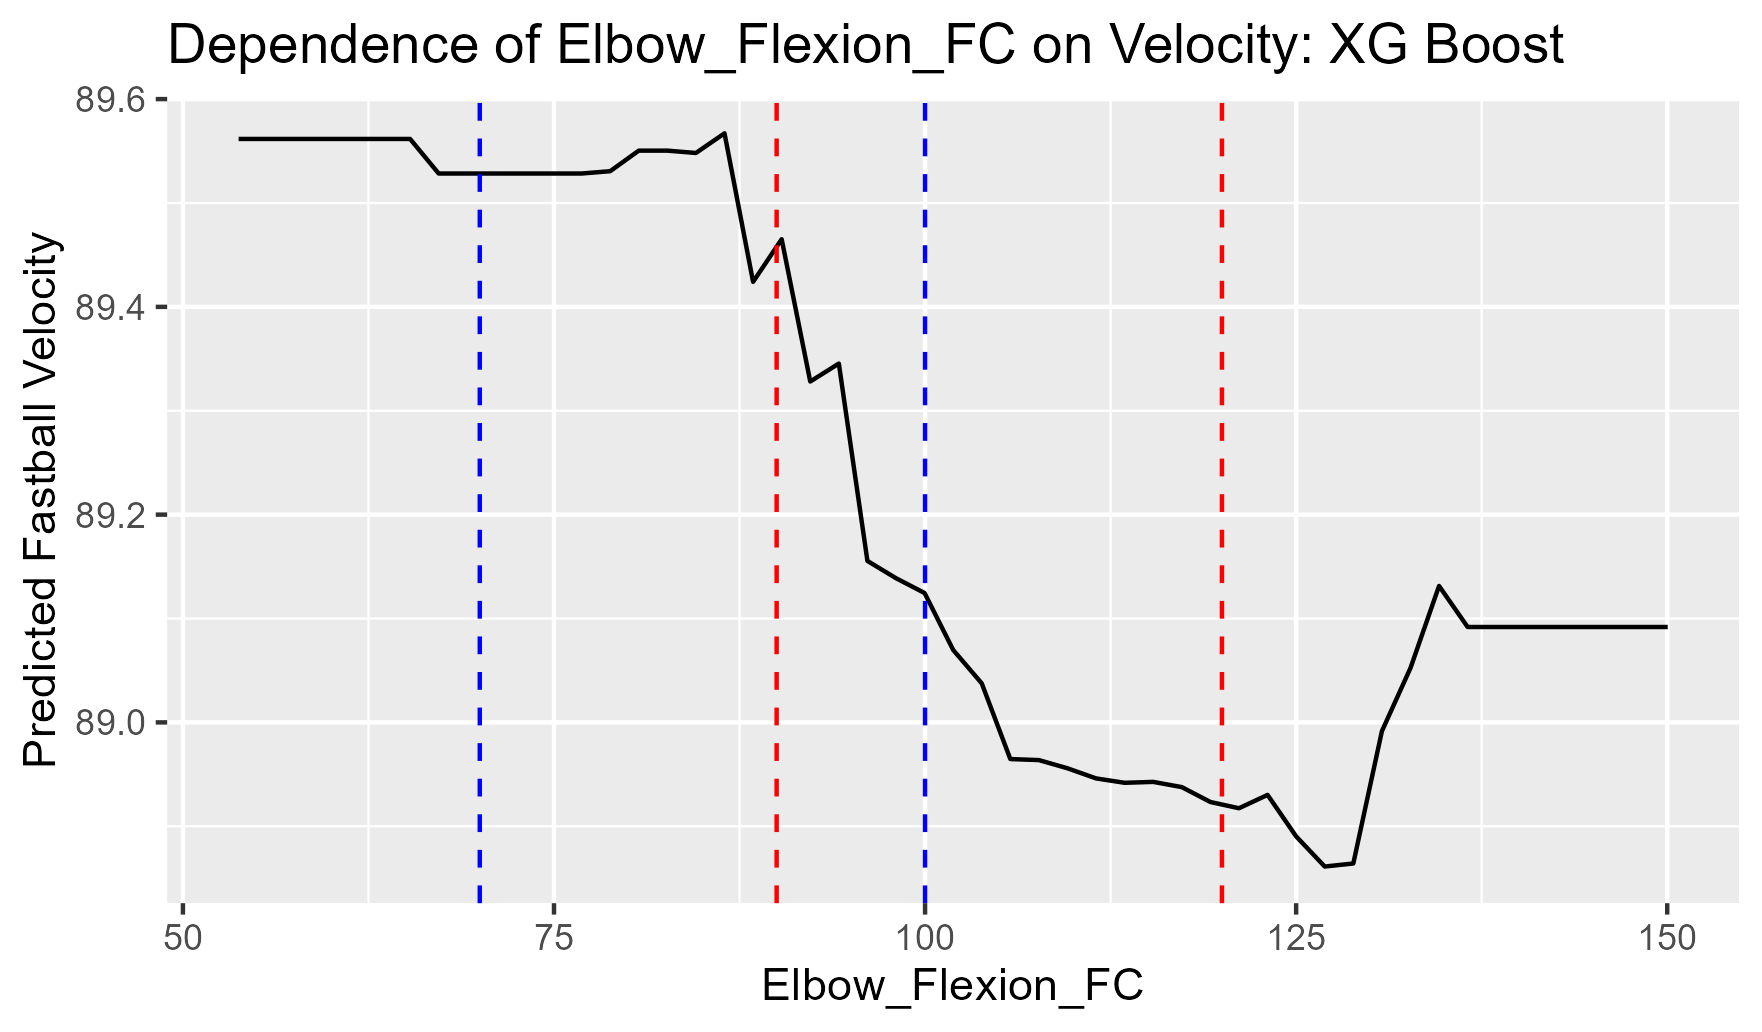 Dependence of Elbow_Flexion_FC on Velocity: XG Boost
Predicted Fastball Velocity
89.6
89.4
89.2
89.0
50 75 100 125 150
Elbow_Flexion_FC